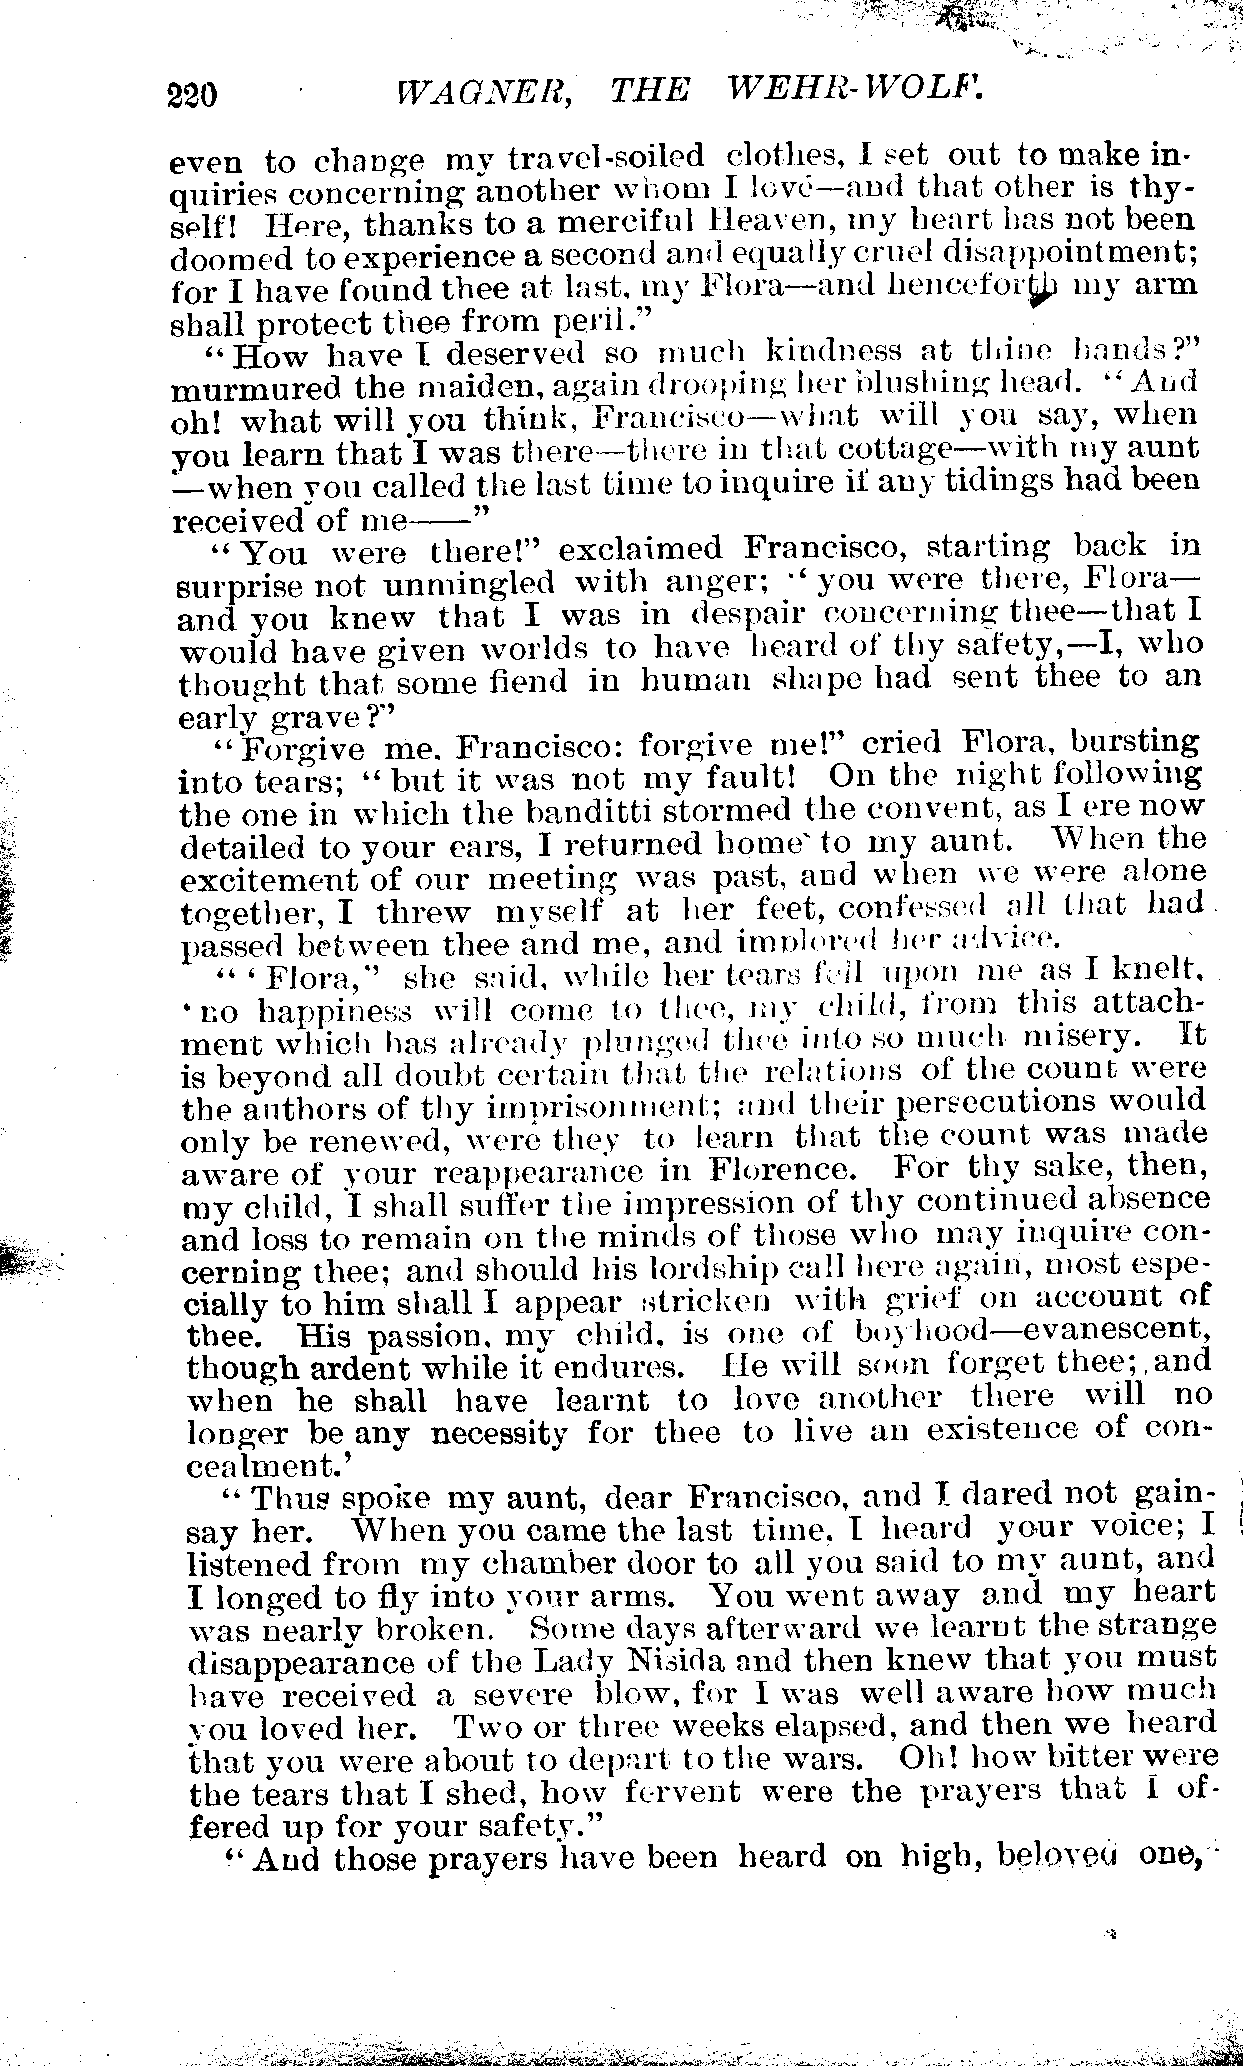 220 WAGNER, THE WEHR-WOLF.
even to change my travel-soiled clothes, I set out to make in-
quiries concerning another whom I love—and that other is thy-
self! Here, thanks to a merciful Heaven, my heart has not been
doomed to experience a second and equally cruel disappointment;
for I have found thee at last, my Flora—and henceforth my arm
shall protect thee from peril."
"How have I deserved so much kindness at thine hands?"
murmured the maiden, again drooping her blushing head. "And
oh! what will you think, Francisco—what will you say, when
you learn that I was there—there in that cottage—with my aunt
—when you called the last time to inquire if any tidings had been
received of me——"
"You were there!" exclaimed Francisco, starting back in
surprise not unmingled with anger; "you were there, Flora—
and you knew that I was in despair concerning thee—that I
would have given worlds to have heard of thy safety,—I, who
thought that some fiend in human shape had sent thee to an
early grave?"
"Forgive me, Francisco: forgive me!" cried Flora, bursting
into tears; "but it was not my fault! On the night following
the one in which the banditti stormed the convent, as I ere now
detailed to your ears, I returned home to my aunt. When the
excitement of our meeting was past, and when we were alone
together, I threw myself at her feet, confessed all that had
passed between thee and me, and implored her advice.
"'Flora," she said, while her tears fell upon me as I knelt,
'no happiness will come to thee, my child, from this attach-
ment which has already plunged thee into so much misery. It
is beyond all doubt certain that the relations of the count were
the authors of thy imprisonment; and their persecutions would
only be renewed, were they to learn that the count was made
aware of your reappearance in Florence. For thy sake, then,
my child, I shall suffer the impression of thy continued absence
and loss to remain on the minds of those who may inquire con-
cerning thee; and should his lordship call here again, most espe-
cially to him shall I appear stricken with grief on account of
thee. His passion, my child, is one of boyhood—evanescent,
though ardent while it endures. He will soon forget thee; and
when he shall have learnt to love another there will no
longer be any necessity for thee to live an existence of con-
cealment.'
"Thus spoke my aunt, dear Francisco, and I dared not gain-
say her. When you came the last time, I heard your voice; I
listened from my chamber door to all you said to my aunt, and
I longed to fly into your arms. You went away and my heart
was nearly broken. Some days afterward we learnt the strange
disappearance of the Lady Nisida and then knew that you must
have received a severe blow, for I was well aware how much
you loved her. Two or three weeks elapsed, and then we heard
that you were about to depart to the wars. Oh! how bitter were
the tears that I shed, how fervent were the prayers that I of-
fered up for your safety."
"And those prayers have been heard on high, beloved one,